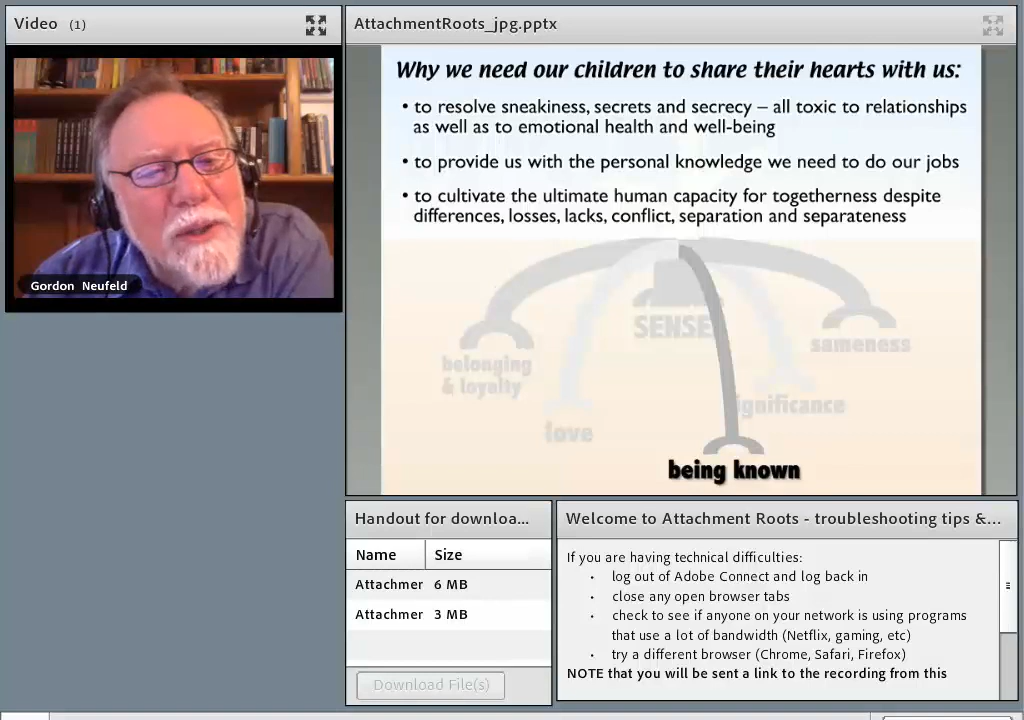 Video (1)
AttachmentRoots_jpg.pptx
Gordon Neufeld
Why we need our children to share their hearts with us:
• to resolve sneakiness, secrets and secrecy – all toxic to relationships
as well as to emotional health and well-being
• to provide us with the personal knowledge we need to do our jobs
• to cultivate the ultimate human capacity for togetherness despite
differences, losses, lacks, conflict, separation and separateness
SENSE
sameness
belonging
& loyalty
ignificance
love
being known
Handout for downloa...
Name Size
Attachmer 6 MB
Attachmer 3 MB
Download File(s)
Welcome to Attachment Roots - troubleshooting tips &...
If you are having technical difficulties:
• log out of Adobe Connect and log back in
• close any open browser tabs
• check to see if anyone on your network is using programs
that use a lot of bandwidth (Netflix, gaming, etc)
• try a different browser (Chrome, Safari, Firefox)
NOTE that you will be sent a link to the recording from this